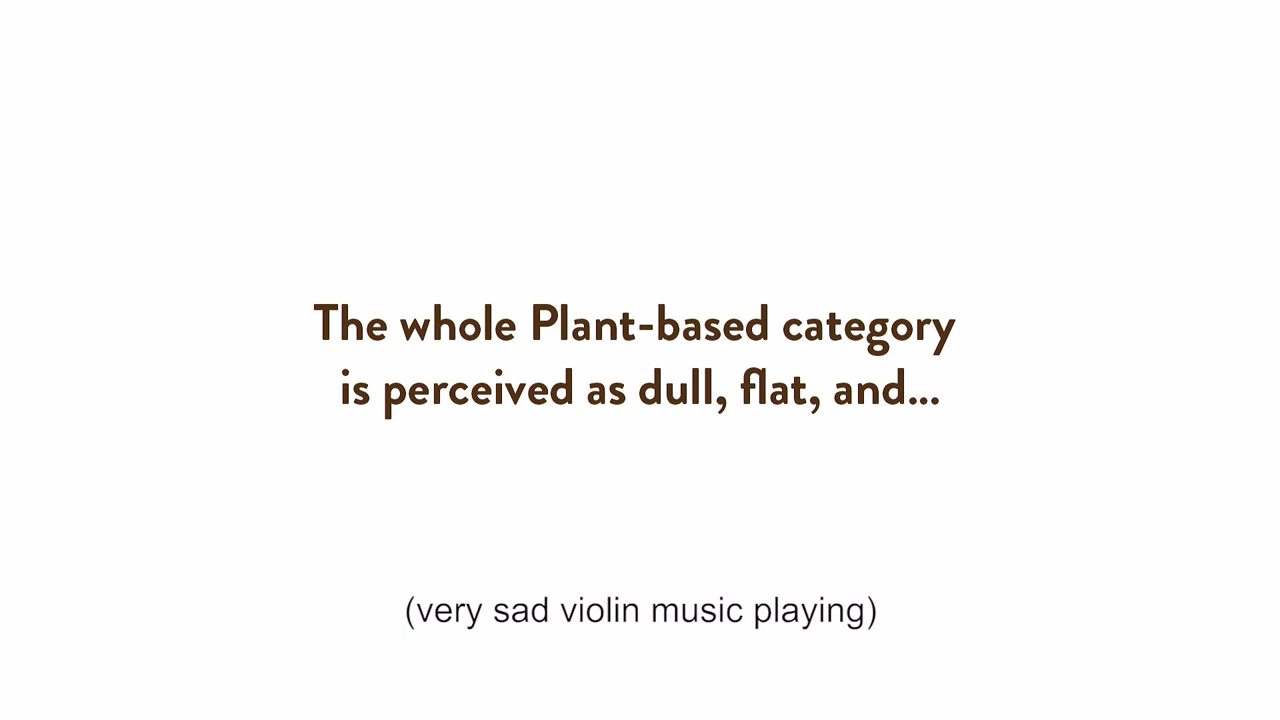 The whole Plant-based category
is perceived as dull, flat, and...
(very sad violin music playing)